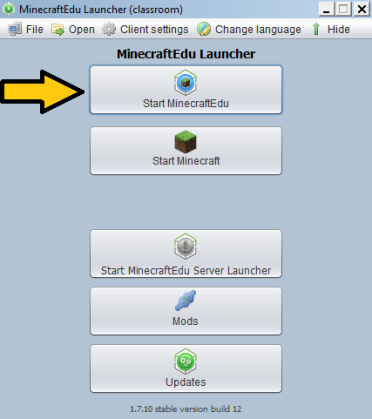 MinecraftEdu Launcher (classroom)
File Open Client settings Change language Hide
MinecraftEdu Launcher
Start MinecraftEdu
Start Minecraft
Start MinecraftEdu Server Launcher
Mods
Updates
1.7.10 stable version build 12